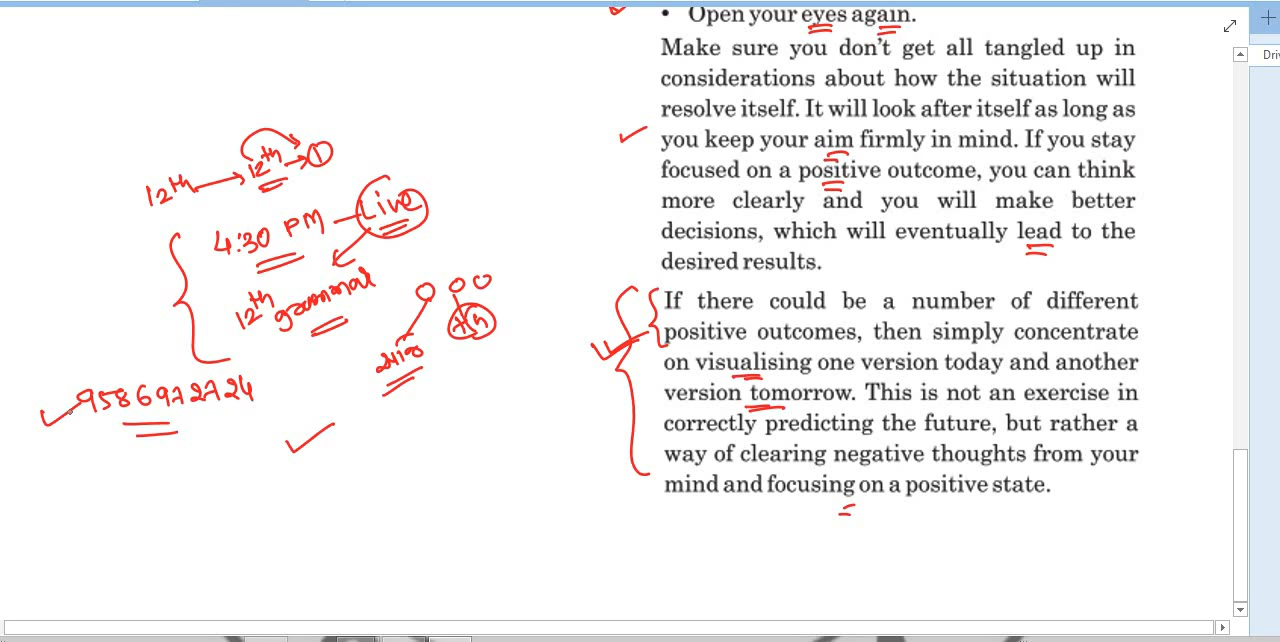 • Open your eyes again.
Make sure you don't get all tangled up in
considerations about how the situation will
resolve itself. It will look after itself as long as
you keep your aim firmly in mind. If you stay
focused on a positive outcome, you can think
more clearly and you will make better
decisions, which will eventually lead to the
desired results.
If there could be a number of different
positive outcomes, then simply concentrate
on visualising one version today and another
version tomorrow. This is not an exercise in
correctly predicting the future, but rather a
way of clearing negative thoughts from your
mind and focusing on a positive state.
12th 12th 1
4:30 PM Live
12th grammar
9586972724
Driv